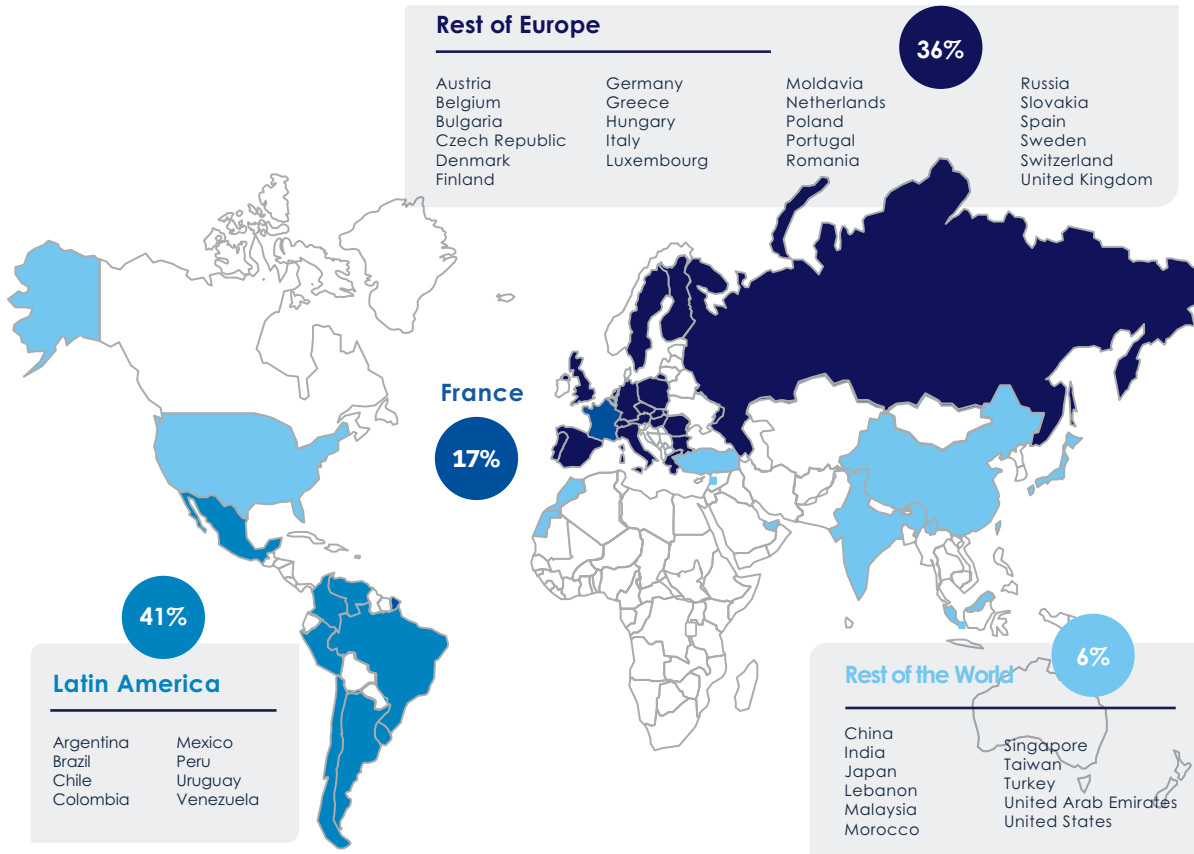 Rest of Europe
36%
Austria
Belgium
Bulgaria
Czech Republic
Denmark
Finland
Germany
Greece
Hungary
Italy
Luxembourg
Moldavia
Netherlands
Poland
Portugal
Romania
Russia
Slovakia
Spain
Sweden
Switzerland
United Kingdom
France
17%
41%
Latin America
Argentina
Brazil
Chile
Colombia
Mexico
Peru
Uruguay
Venezuela
6%
Rest of the World
China
India
Japan
Lebanon
Malaysia
Morocco
Singapore
Taiwan
Turkey
United Arab Emirates
United States